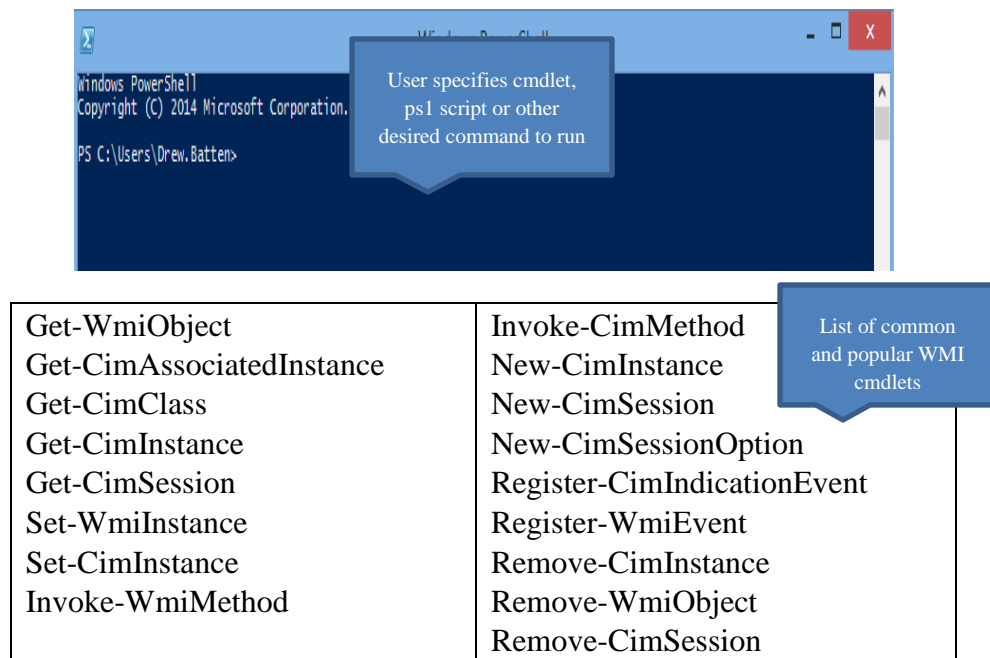 X
User specifies cmdlet,
ps1 script or other
desired command to run
Windows PowerShell
Copyright (C) 2014 Microsoft Corporation.
PS C:\Users\Drew.Batten>
List of common
and popular WMI
cmdlets
Get-WmiObject
Get-CimAssociatedInstance
Get-CimClass
Get-CimInstance
Get-CimSession
Set-WmiInstance
Set-CimInstance
Invoke-WmiMethod
Invoke-CimMethod
New-CimInstance
New-CimSession
New-CimSessionOption
Register-CimIndicationEvent
Register-WmiEvent
Remove-CimInstance
Remove-WmiObject
Remove-CimSession